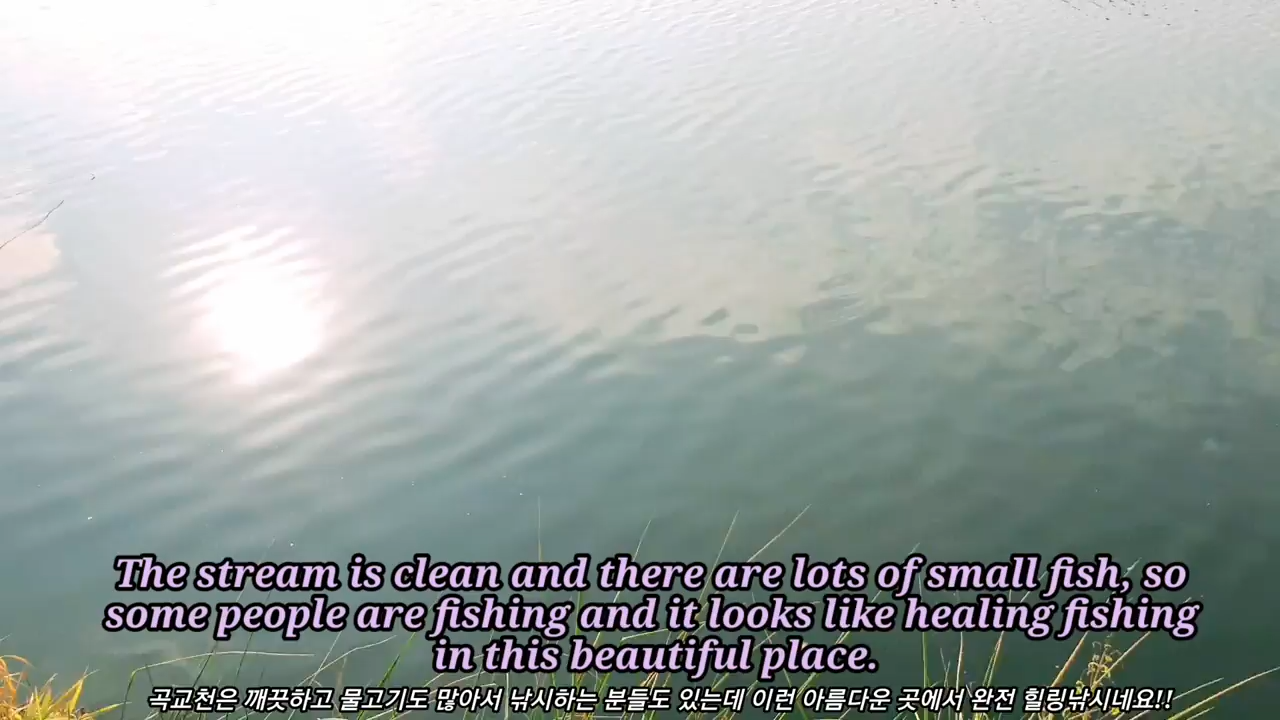 The stream is clean and there are lots of small fish, so
some people are fishing and it looks like healing fishing
in this beautiful place.
곡교천은 깨끗하고 물고기도 많아서 낚시하는 분들도 있는데 이런 아름다운 곳에서 완전 힐링낚시네요!!